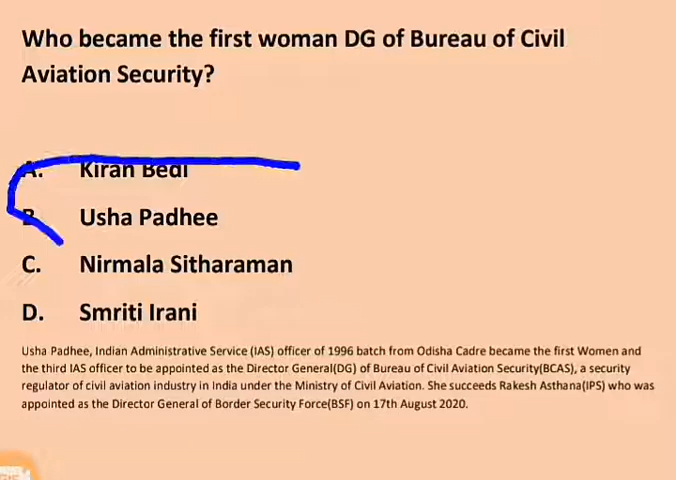 Who became the first woman DG of Bureau of Civil
Aviation Security?
A. Kiran Bedi
B. Usha Padhee
C. Nirmala Sitharaman
D. Smriti Irani
Usha Padhee, Indian Administrative Service (IAS) officer of 1996 batch from Odisha Cadre became the first Women and
the third IAS officer to be appointed as the Director General(DG) of Bureau of Civil Aviation Security(BCAS), a security
regulator of civil aviation industry in India under the Ministry of Civil Aviation. She succeeds Rakesh Asthana(IPS) who was
appointed as the Director General of Border Security Force(BSF) on 17th August 2020.